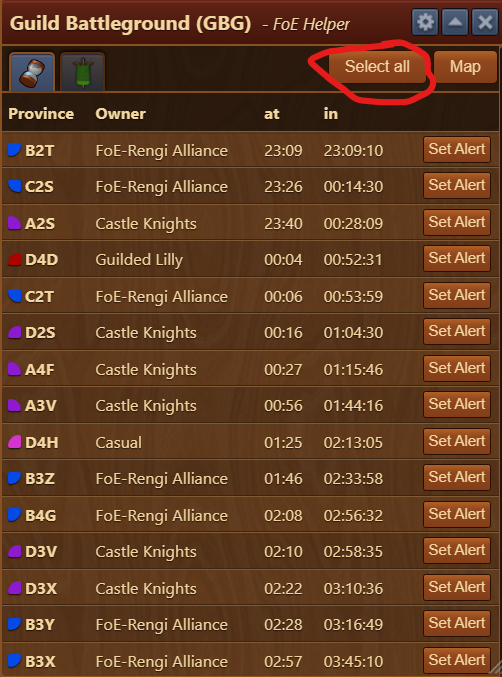 Guild Battleground (GBG) - FoE Helper
Select all Map
Province Owner at in
B2T FoE-Rengi Alliance 23:09 23:09:10 Set Alert
C2S FoE-Rengi Alliance 23:26 00:14:30 Set Alert
A2S Castle Knights 23:40 00:28:09 Set Alert
D4D Guilded Lilly 00:04 00:52:31 Set Alert
C2T FoE-Rengi Alliance 00:06 00:53:59 Set Alert
D2S Castle Knights 00:16 01:04:30 Set Alert
A4F Castle Knights 00:27 01:15:46 Set Alert
A3V Castle Knights 00:56 01:44:16 Set Alert
D4H Casual 01:25 02:13:05 Set Alert
B3Z FoE-Rengi Alliance 01:46 02:33:58 Set Alert
B4G FoE-Rengi Alliance 02:08 02:56:32 Set Alert
D3V Castle Knights 02:10 02:58:35 Set Alert
D3X Castle Knights 02:22 03:10:36 Set Alert
B3Y FoE-Rengi Alliance 02:28 03:16:49 Set Alert
B3X FoE-Rengi Alliance 02:57 03:45:10 Set Alert